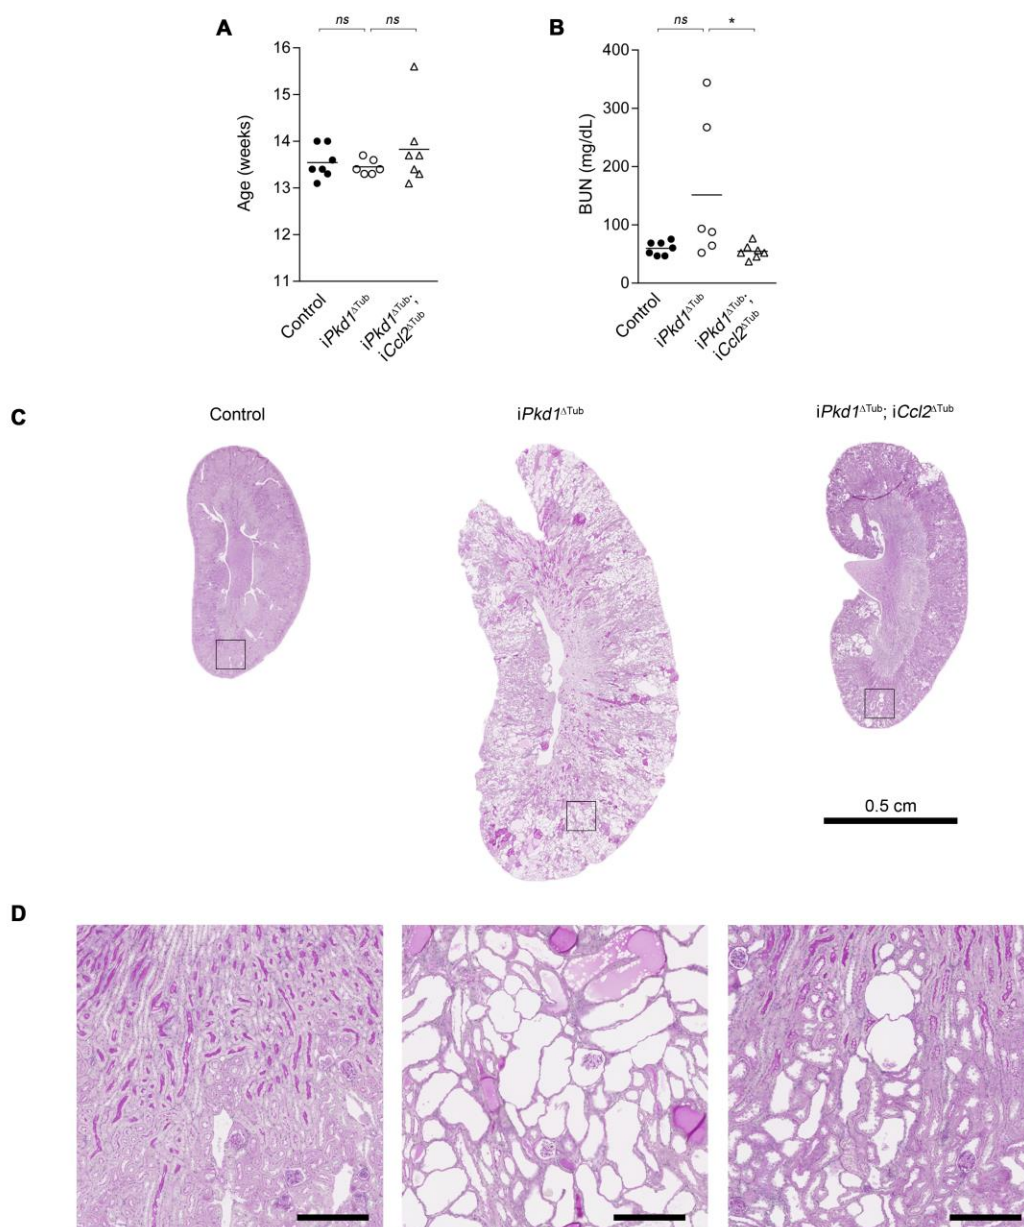 A
ns
ns
16
15
14
13
12
11
Age (weeks)
Control
iPkd1ΔTub
iPkd1ΔTub;
iCcl2ΔTub
B
ns
*
400
300
200
100
0
BUN (mg/dL)
Control
iPkd1ΔTub
iPkd1ΔTub;
iCcl2ΔTub
C
Control
iPkd1ΔTub
iPkd1ΔTub; iCcl2ΔTub
0.5 cm
D